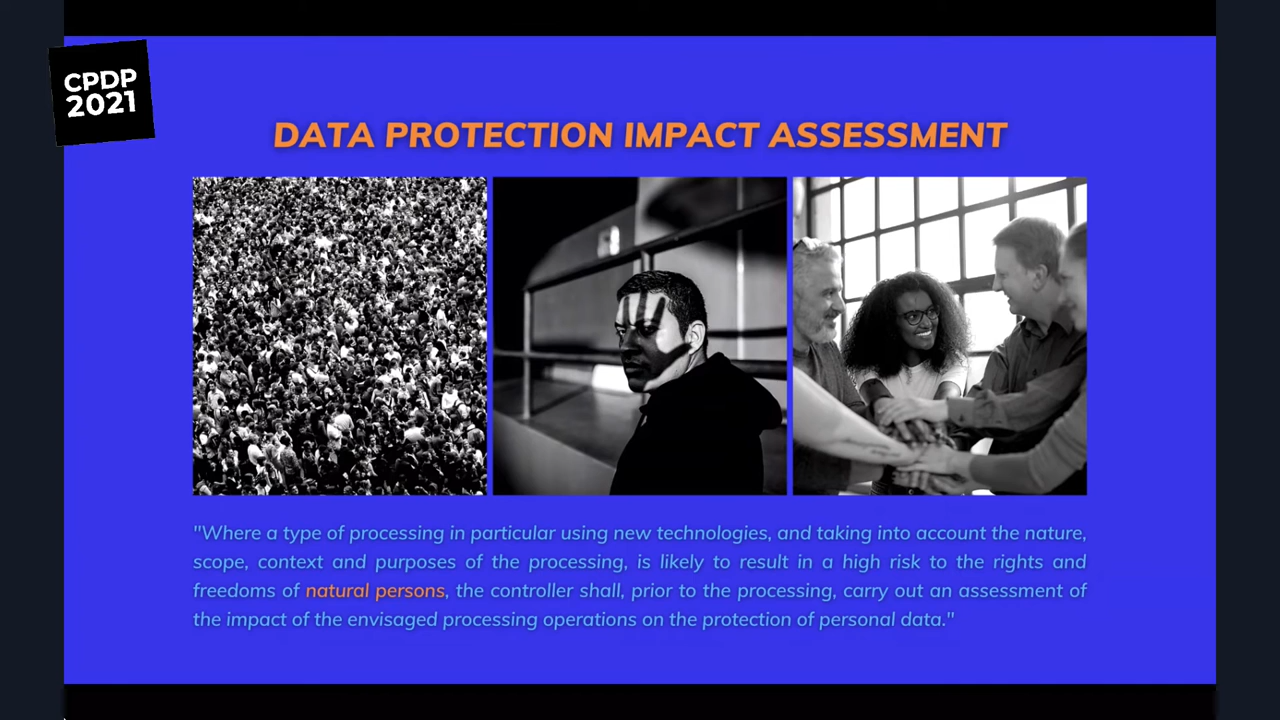 CPDP
2021
DATA PROTECTION IMPACT ASSESSMENT
"Where a type of processing in particular using new technologies, and taking into account the nature,
scope, context and purposes of the processing, is likely to result in a high risk to the rights and
freedoms of natural persons, the controller shall, prior to the processing, carry out an assessment of
the impact of the envisaged processing operations on the protection of personal data."